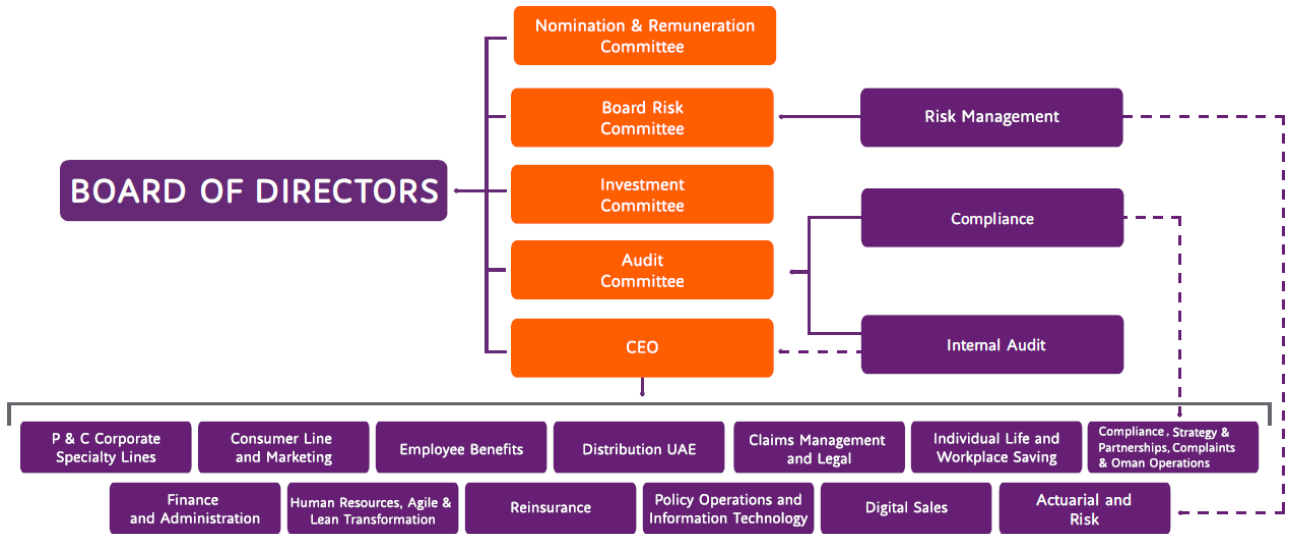 Nomination & Remuneration
Committee
Board Risk
Committee
Risk Management
BOARD OF DIRECTORS
Investment
Committee
Compliance
Audit
Committee
CEO
Internal Audit
P & C Corporate
Specialty Lines
Consumer Line
and Marketing
Employee Benefits
Distribution UAE
Claims Management
and Legal
Individual Life and
Workplace Saving
Compliance, Strategy &
Partnerships, Complaints
& Oman Operations
Finance
and Administration
Human Resources, Agile &
Lean Transformation
Reinsurance
Policy Operations and
Information Technology
Digital Sales
Actuarial and
Risk